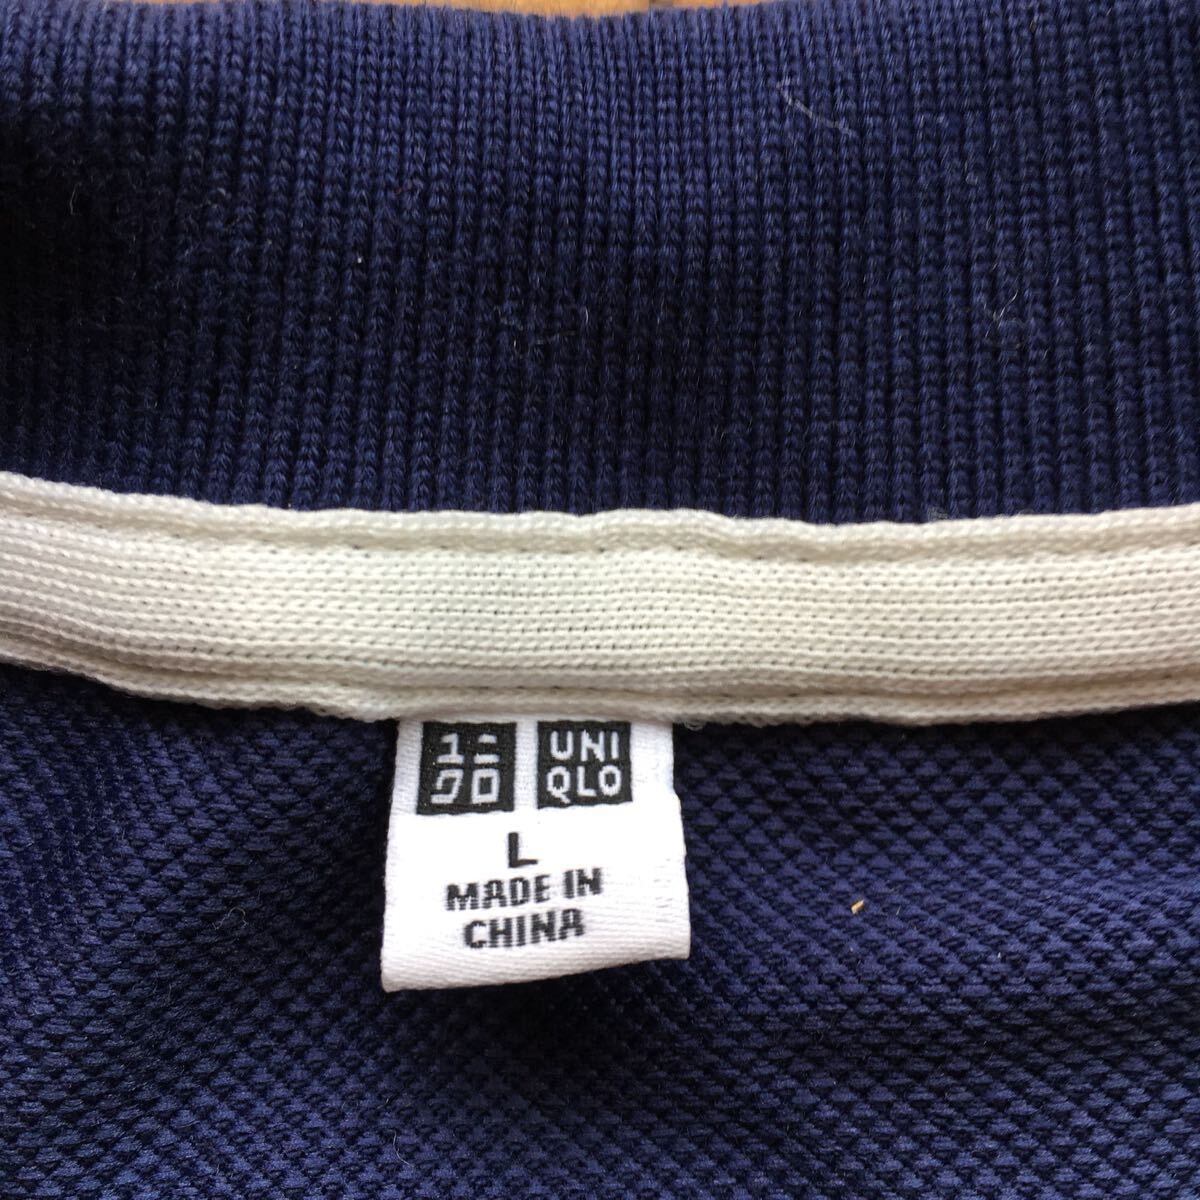 ユニ UNI
クロ QLO
L
MADE IN
CHINA